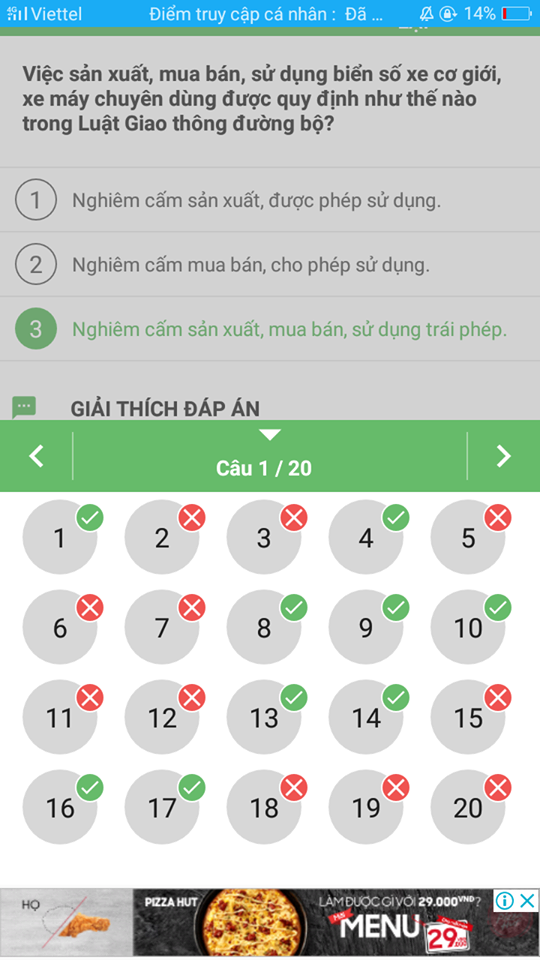 4G Viettel Điểm truy cập cá nhân : Đã ... 14%
Việc sản xuất, mua bán, sử dụng biển số xe cơ giới,
xe máy chuyên dùng được quy định như thế nào
trong Luật Giao thông đường bộ?
1 Nghiêm cấm sản xuất, được phép sử dụng.
2 Nghiêm cấm mua bán, cho phép sử dụng.
3 Nghiêm cấm sản xuất, mua bán, sử dụng trái phép.
GIẢI THÍCH ĐÁP ÁN
Câu 1 / 20
1 2 3 4 5
6 7 8 9 10
11 12 13 14 15
16 17 18 19 20
HỌ PIZZA HUT LÀM ĐƯỢC GÌ VỚI 29.000VNĐ?
MENU
29